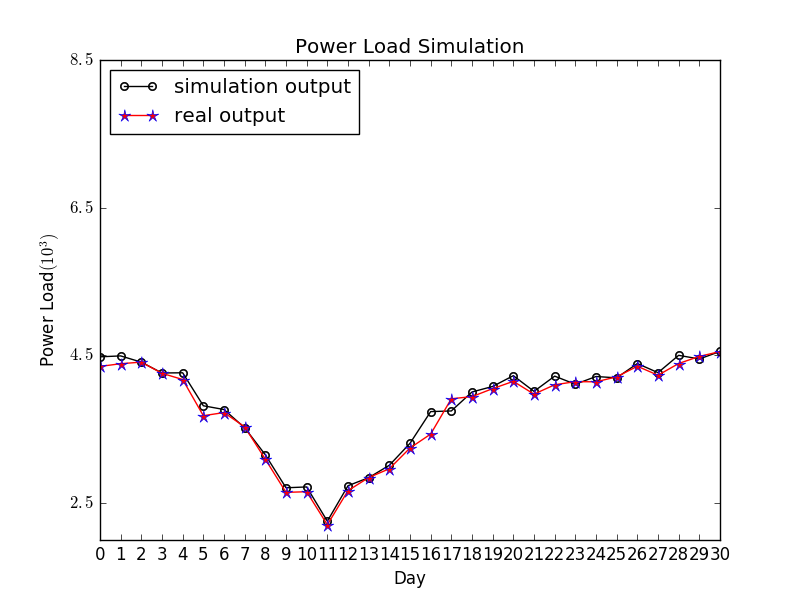 Power Load Simulation
8.5
simulation output
real output
6.5
Power Load(10³)
4.5
2.5
0 1 2 3 4 5 6 7 8 9 10 11 12 13 14 15 16 17 18 19 20 21 22 23 24 25 26 27 28 29 30
Day